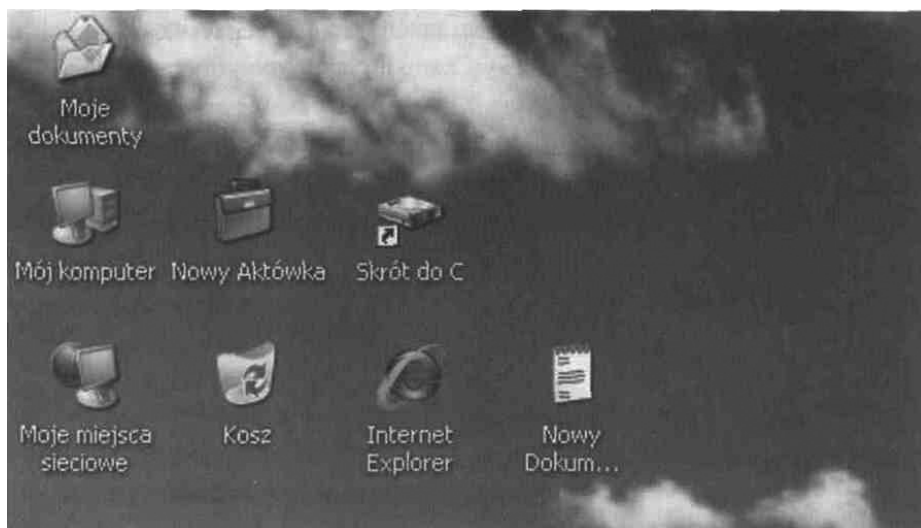 Moje
dokumenty
Mój komputer
Nowy Aktówka
Skrót do C
Moje miejsca
sieciowe
Kosz
Internet
Explorer
Nowy
Dokum...